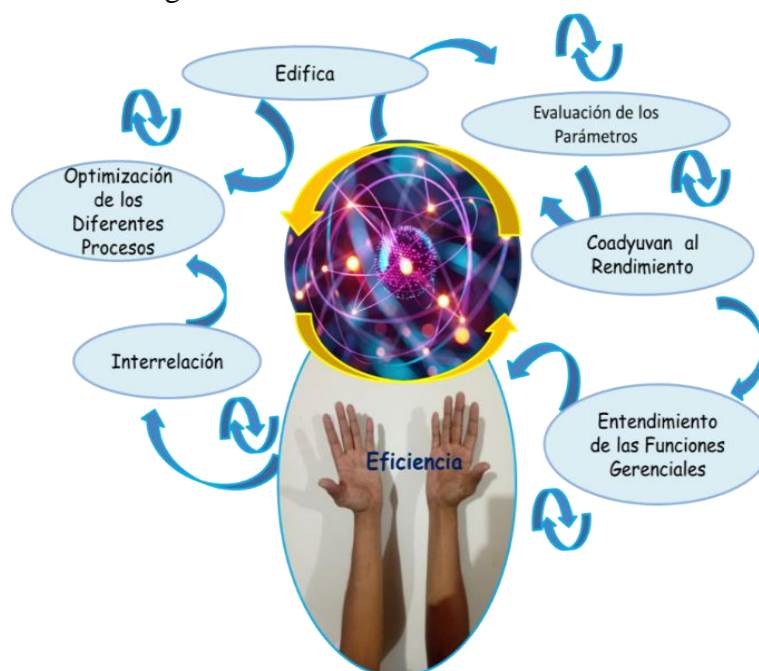 Edifica
Evaluación de los
Parámetros
Optimización
de los
Diferentes
Procesos
Coadyuvan al
Rendimiento
Interrelación
Eficiencia
Entendimiento
de las Funciones
Gerenciales